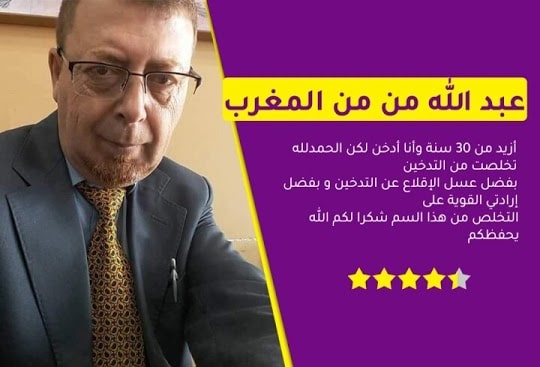 عبد الله من من المغرب
أزيد من 30 سنة وأنا أدخن لكن الحمدلله
تخلصت من التدخين
بفضل عسل الإقلاع عن التدخين و بفضل
إرادتي القوية على
التخلص من هذا السم شكرا لكم الله
يحفظكم